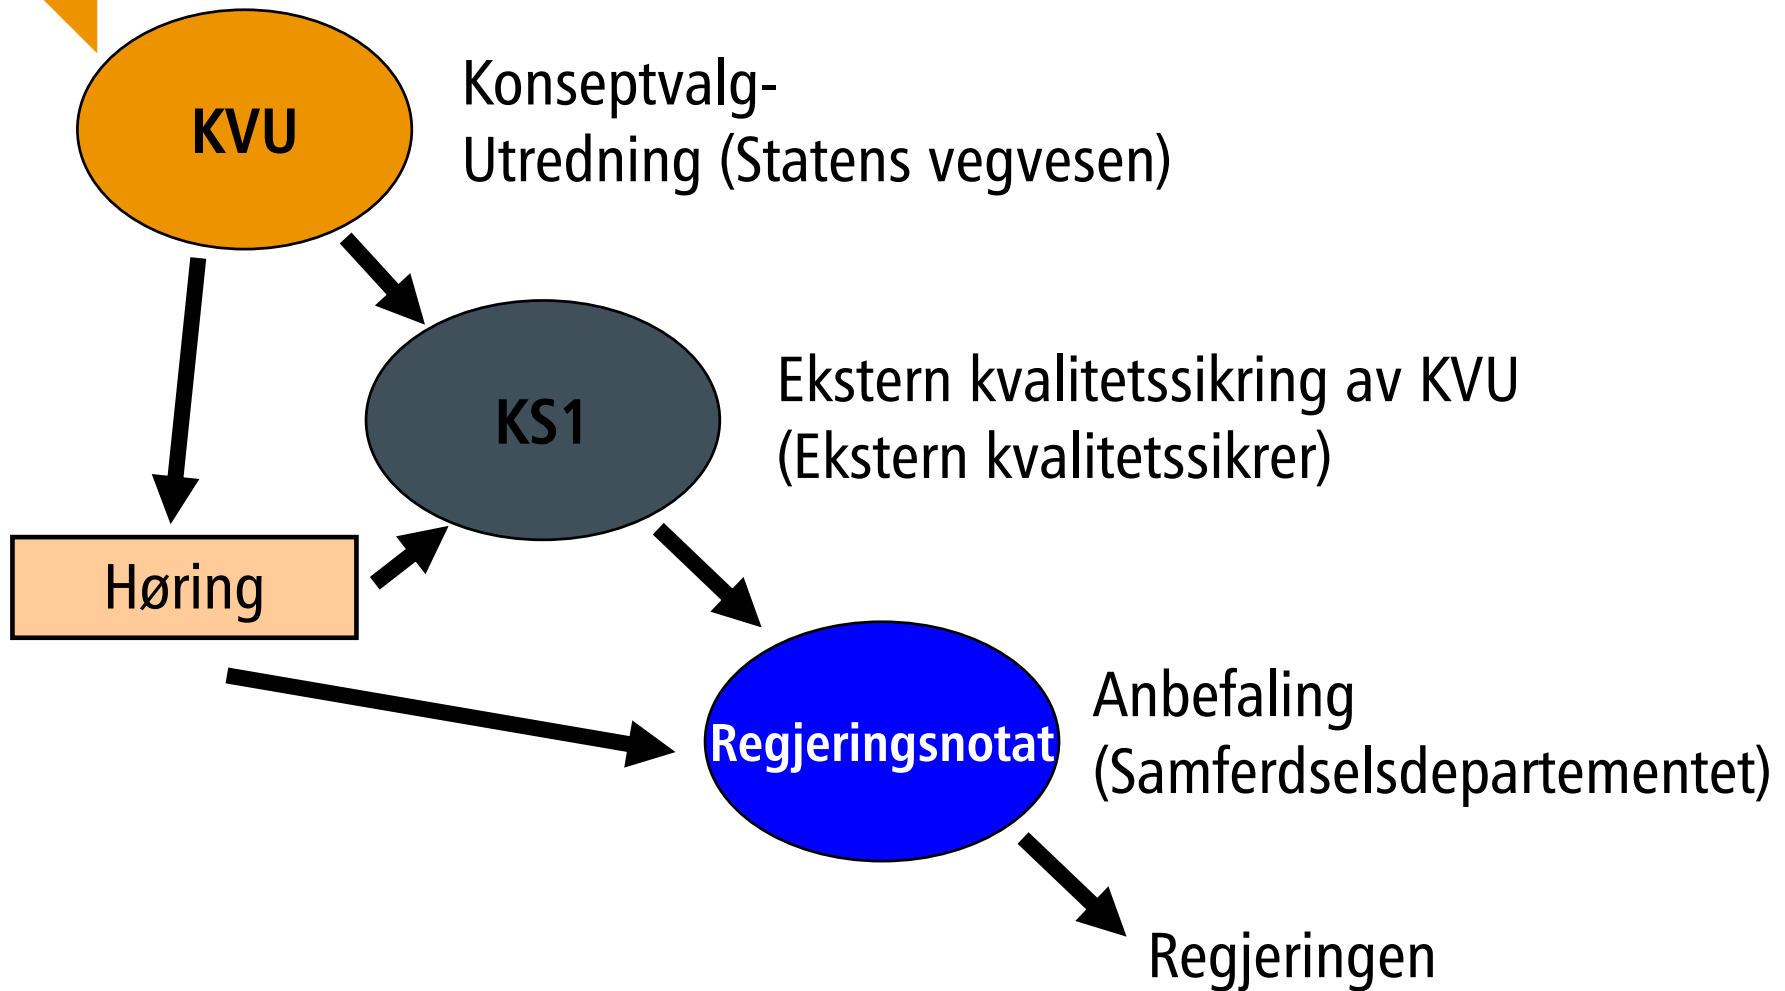 KVU
Konseptvalg-
Utredning (Statens vegvesen)
KS1
Ekstern kvalitetssikring av KVU
(Ekstern kvalitetssikrer)
Høring
Regjeringsnotat
Anbefaling
(Samferdselsdepartementet)
Regjeringen